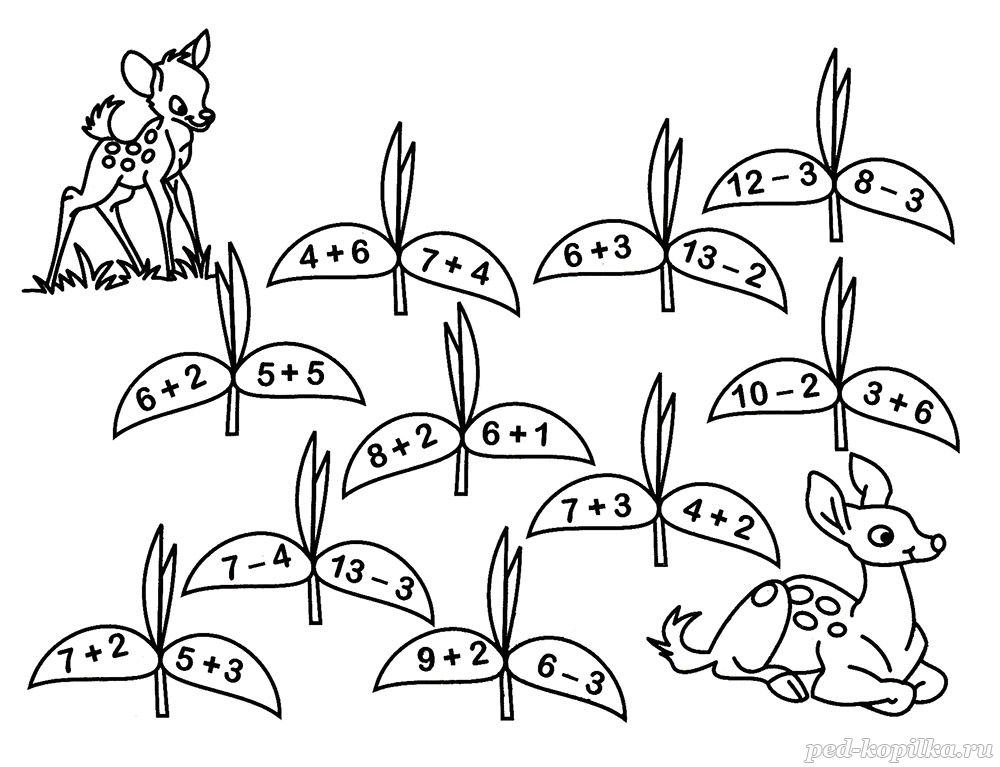 12 – 3 8 – 3
4 + 6 7 + 4
6 + 3 13 – 2
6 + 2 5 + 5
10 – 2 3 + 6
8 + 2 6 + 1
7 + 3 4 + 2
7 – 4 13 – 3
7 + 2 5 + 3
9 + 2 6 – 3
ped-kopilka.ru